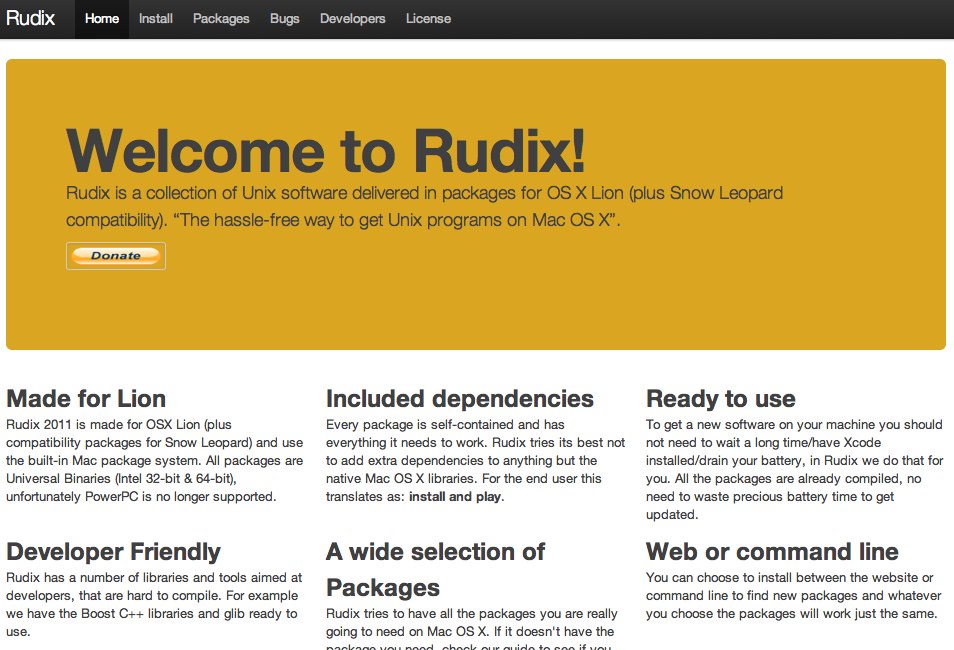 Rudix Home Install Packages Bugs Developers License
Welcome to Rudix!
Rudix is a collection of Unix software delivered in packages for OS X Lion (plus Snow Leopard
compatibility). “The hassle-free way to get Unix programs on Mac OS X”.
Donate
Made for Lion
Rudix 2011 is made for OSX Lion (plus
compatibility packages for Snow Leopard) and use
the built-in Mac package system. All packages are
Universal Binaries (Intel 32-bit & 64-bit),
unfortunately PowerPC is no longer supported.
Included dependencies
Every package is self-contained and has
everything it needs to work. Rudix tries its best not
to add extra dependencies to anything but the
native Mac OS X libraries. For the end user this
translates as: install and play.
Ready to use
To get a new software on your machine you should
not need to wait a long time/have Xcode
installed/drain your battery, in Rudix we do that for
you. All the packages are already compiled, no
need to waste precious battery time to get
updated.
Developer Friendly
Rudix has a number of libraries and tools aimed at
developers, that are hard to compile. For example
we have the Boost C++ libraries and glib ready to
use.
A wide selection of
Packages
Rudix tries to have all the packages you are really
going to need on Mac OS X. If it doesn't have the
package you need, check our guide to see if you
Web or command line
You can choose to install between the website or
command line to find new packages and whatever
you choose the packages will work just the same.